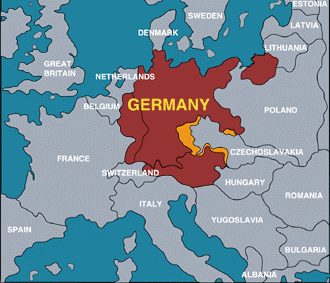 ESTONIA
SWEDEN
LATVIA
DENMARK
LITHUANIA
GREAT
BRITAIN
NETHERLANDS
BELGIUM
GERMANY
POLAND
CZECHOSLAVAKIA
FRANCE
SWITZERLAND
HUNGARY
ITALY
ROMANIA
YUGOSLAVIA
SPAIN
BULGARIA
ALBANIA